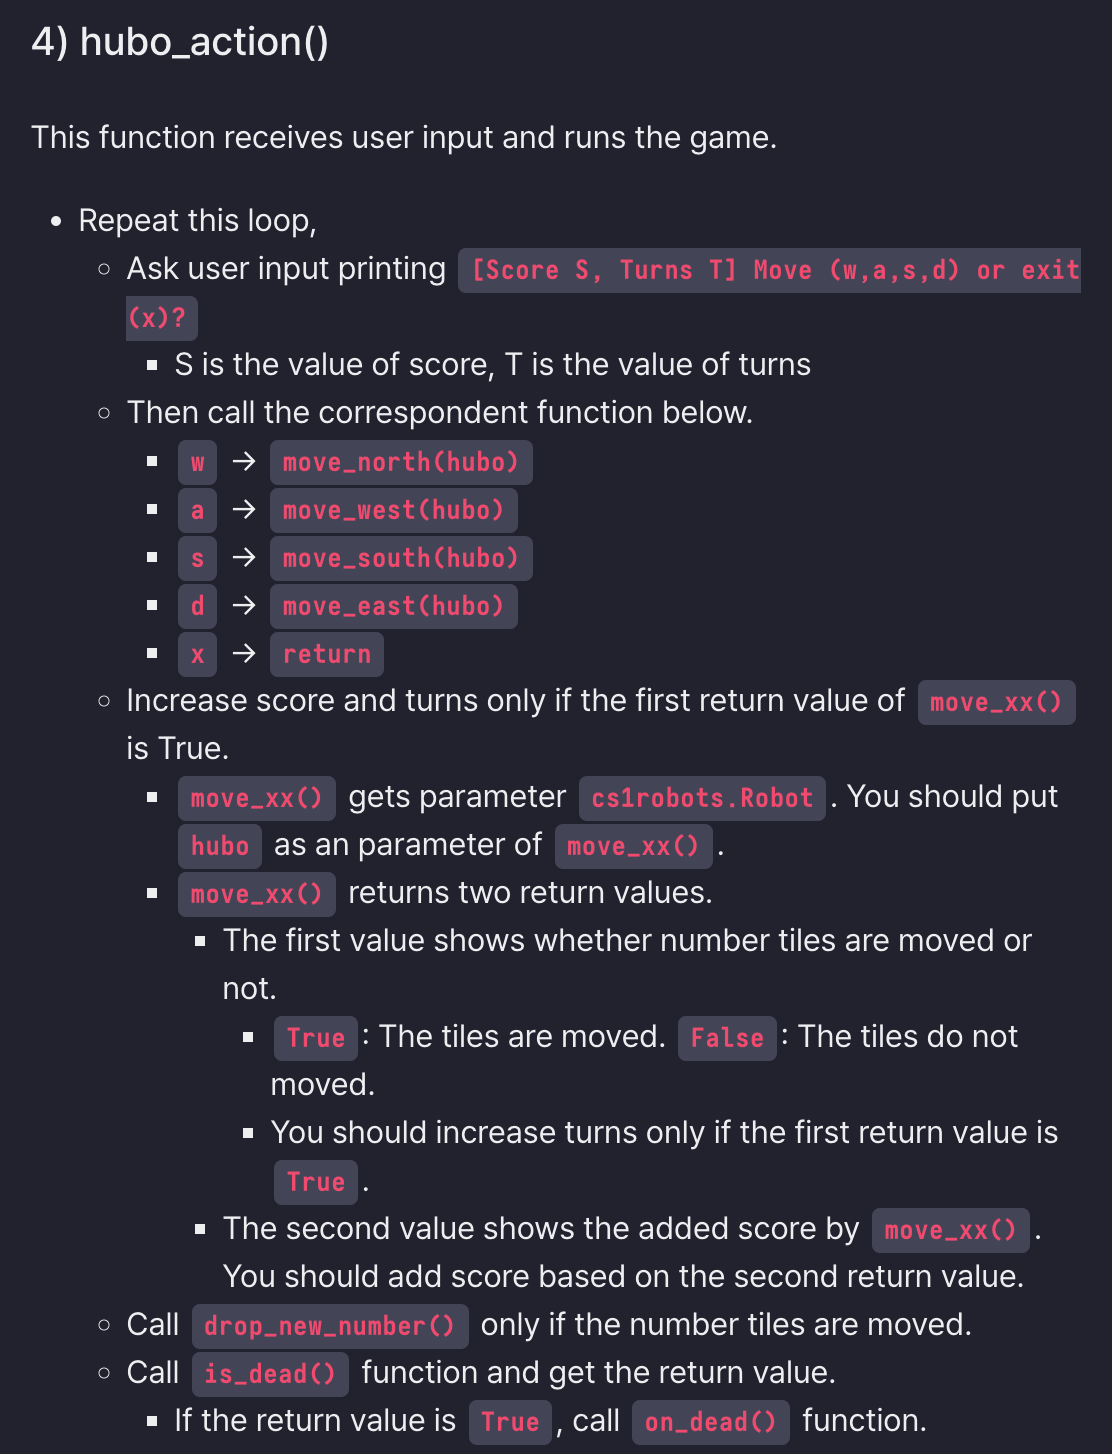 4) hubo_action()
This function receives user input and runs the game.
• Repeat this loop,
◦ Ask user input printing [Score S, Turns T] Move (w,a,s,d) or exit
(x)?
▪ S is the value of score, T is the value of turns
◦ Then call the correspondent function below.
▪ w → move_north(hubo)
▪ a → move_west(hubo)
▪ s → move_south(hubo)
▪ d → move_east(hubo)
▪ x → return
◦ Increase score and turns only if the first return value of move_xx()
is True.
▪ move_xx() gets parameter cs1robots.Robot. You should put
hubo as an parameter of move_xx().
▪ move_xx() returns two return values.
▪ The first value shows whether number tiles are moved or
not.
▪ True: The tiles are moved. False: The tiles do not
moved.
▪ You should increase turns only if the first return value is
True.
▪ The second value shows the added score by move_xx().
You should add score based on the second return value.
◦ Call drop_new_number() only if the number tiles are moved.
◦ Call is_dead() function and get the return value.
▪ If the return value is True, call on_dead() function.